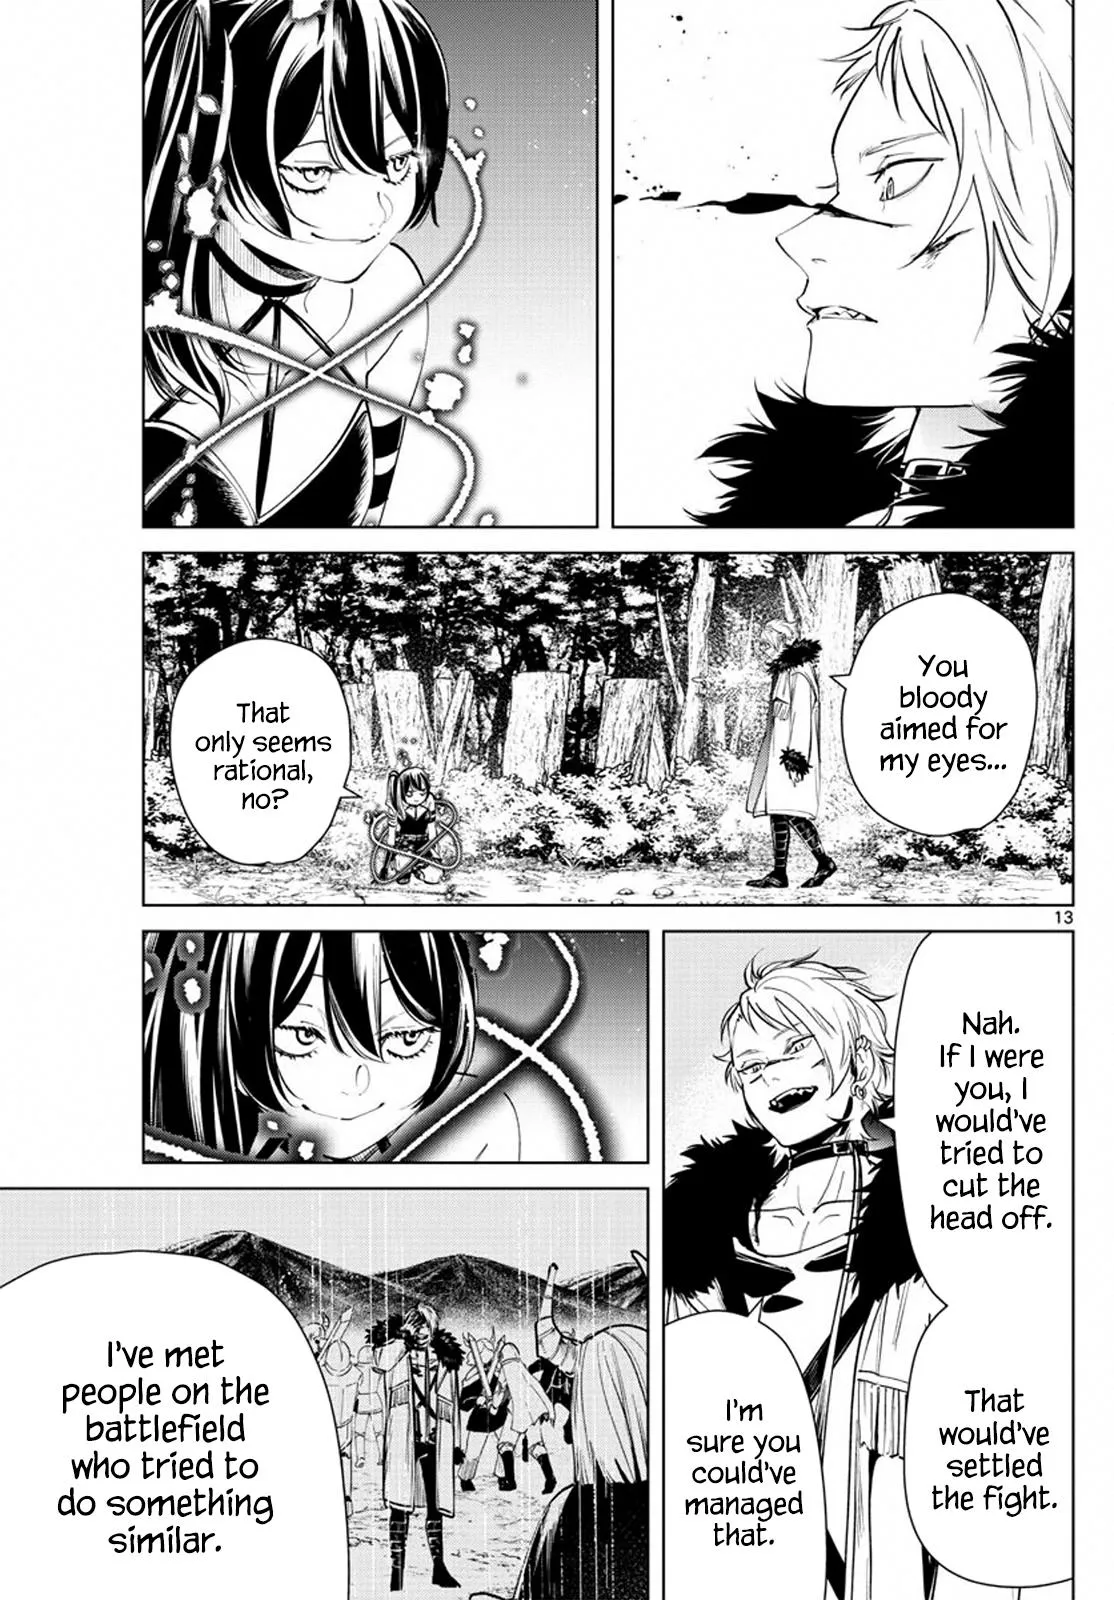 You
bloody
aimed for
my eyes...
That
only seems
rational,
no?
13
Nah.
If I were
you, I
would've
tried to
cut the
head off.
That
would've
settled
the fight.
I'm
sure you
could've
managed
that.
I've met
people on the
battlefield
who tried to
do something
similar.